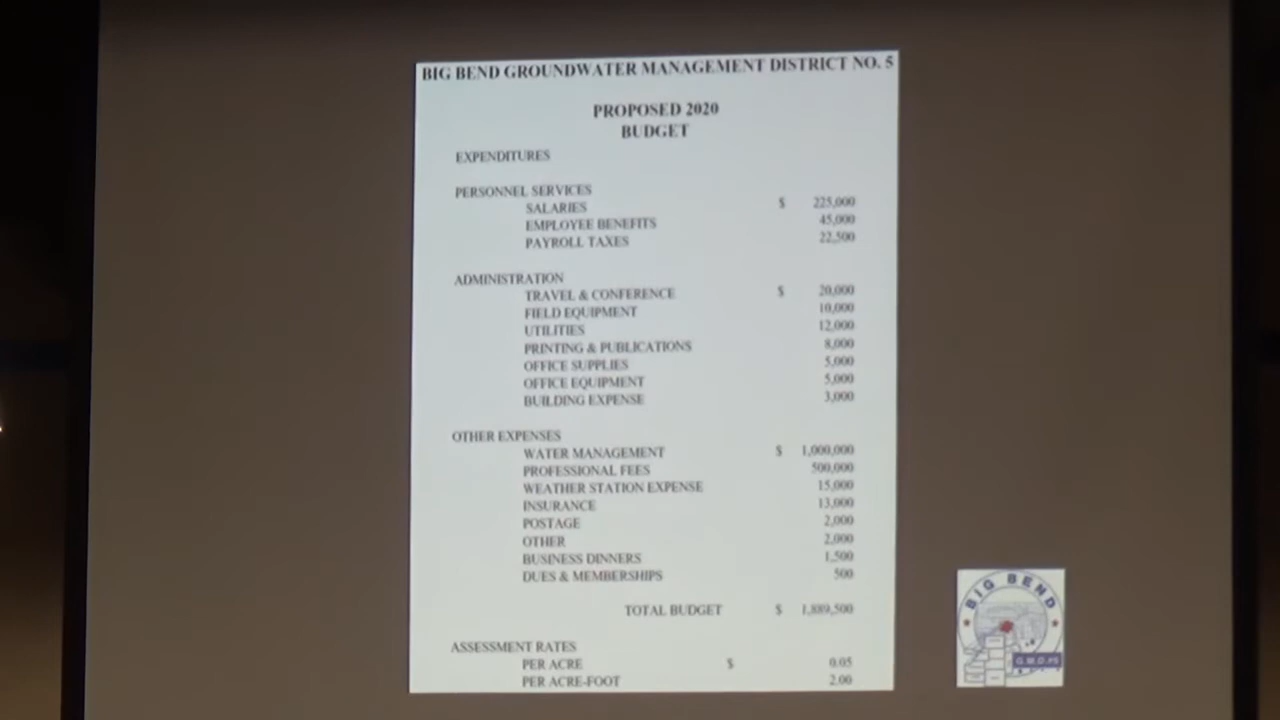 BIG BEND GROUNDWATER MANAGEMENT DISTRICT NO. 5
PROPOSED 2020
BUDGET
EXPENDITURES
PERSONNEL SERVICES
SALARIES $ 225,000
EMPLOYEE BENEFITS 45,000
PAYROLL TAXES 22,500
ADMINISTRATION
TRAVEL & CONFERENCE $ 20,000
FIELD EQUIPMENT 10,000
UTILITIES 12,000
PRINTING & PUBLICATIONS 8,000
OFFICE SUPPLIES 5,000
OFFICE EQUIPMENT 5,000
BUILDING EXPENSE 3,000
OTHER EXPENSES
WATER MANAGEMENT $ 1,000,000
PROFESSIONAL FEES 500,000
WEATHER STATION EXPENSE 15,000
INSURANCE 13,000
POSTAGE 2,000
OTHER 2,000
BUSINESS DINNERS 1,500
DUES & MEMBERSHIPS 500
TOTAL BUDGET $ 1,889,500
ASSESSMENT RATES
PER ACRE $ 0.05
PER ACRE-FOOT 2.00
BIG BEND
G.M.D.#5